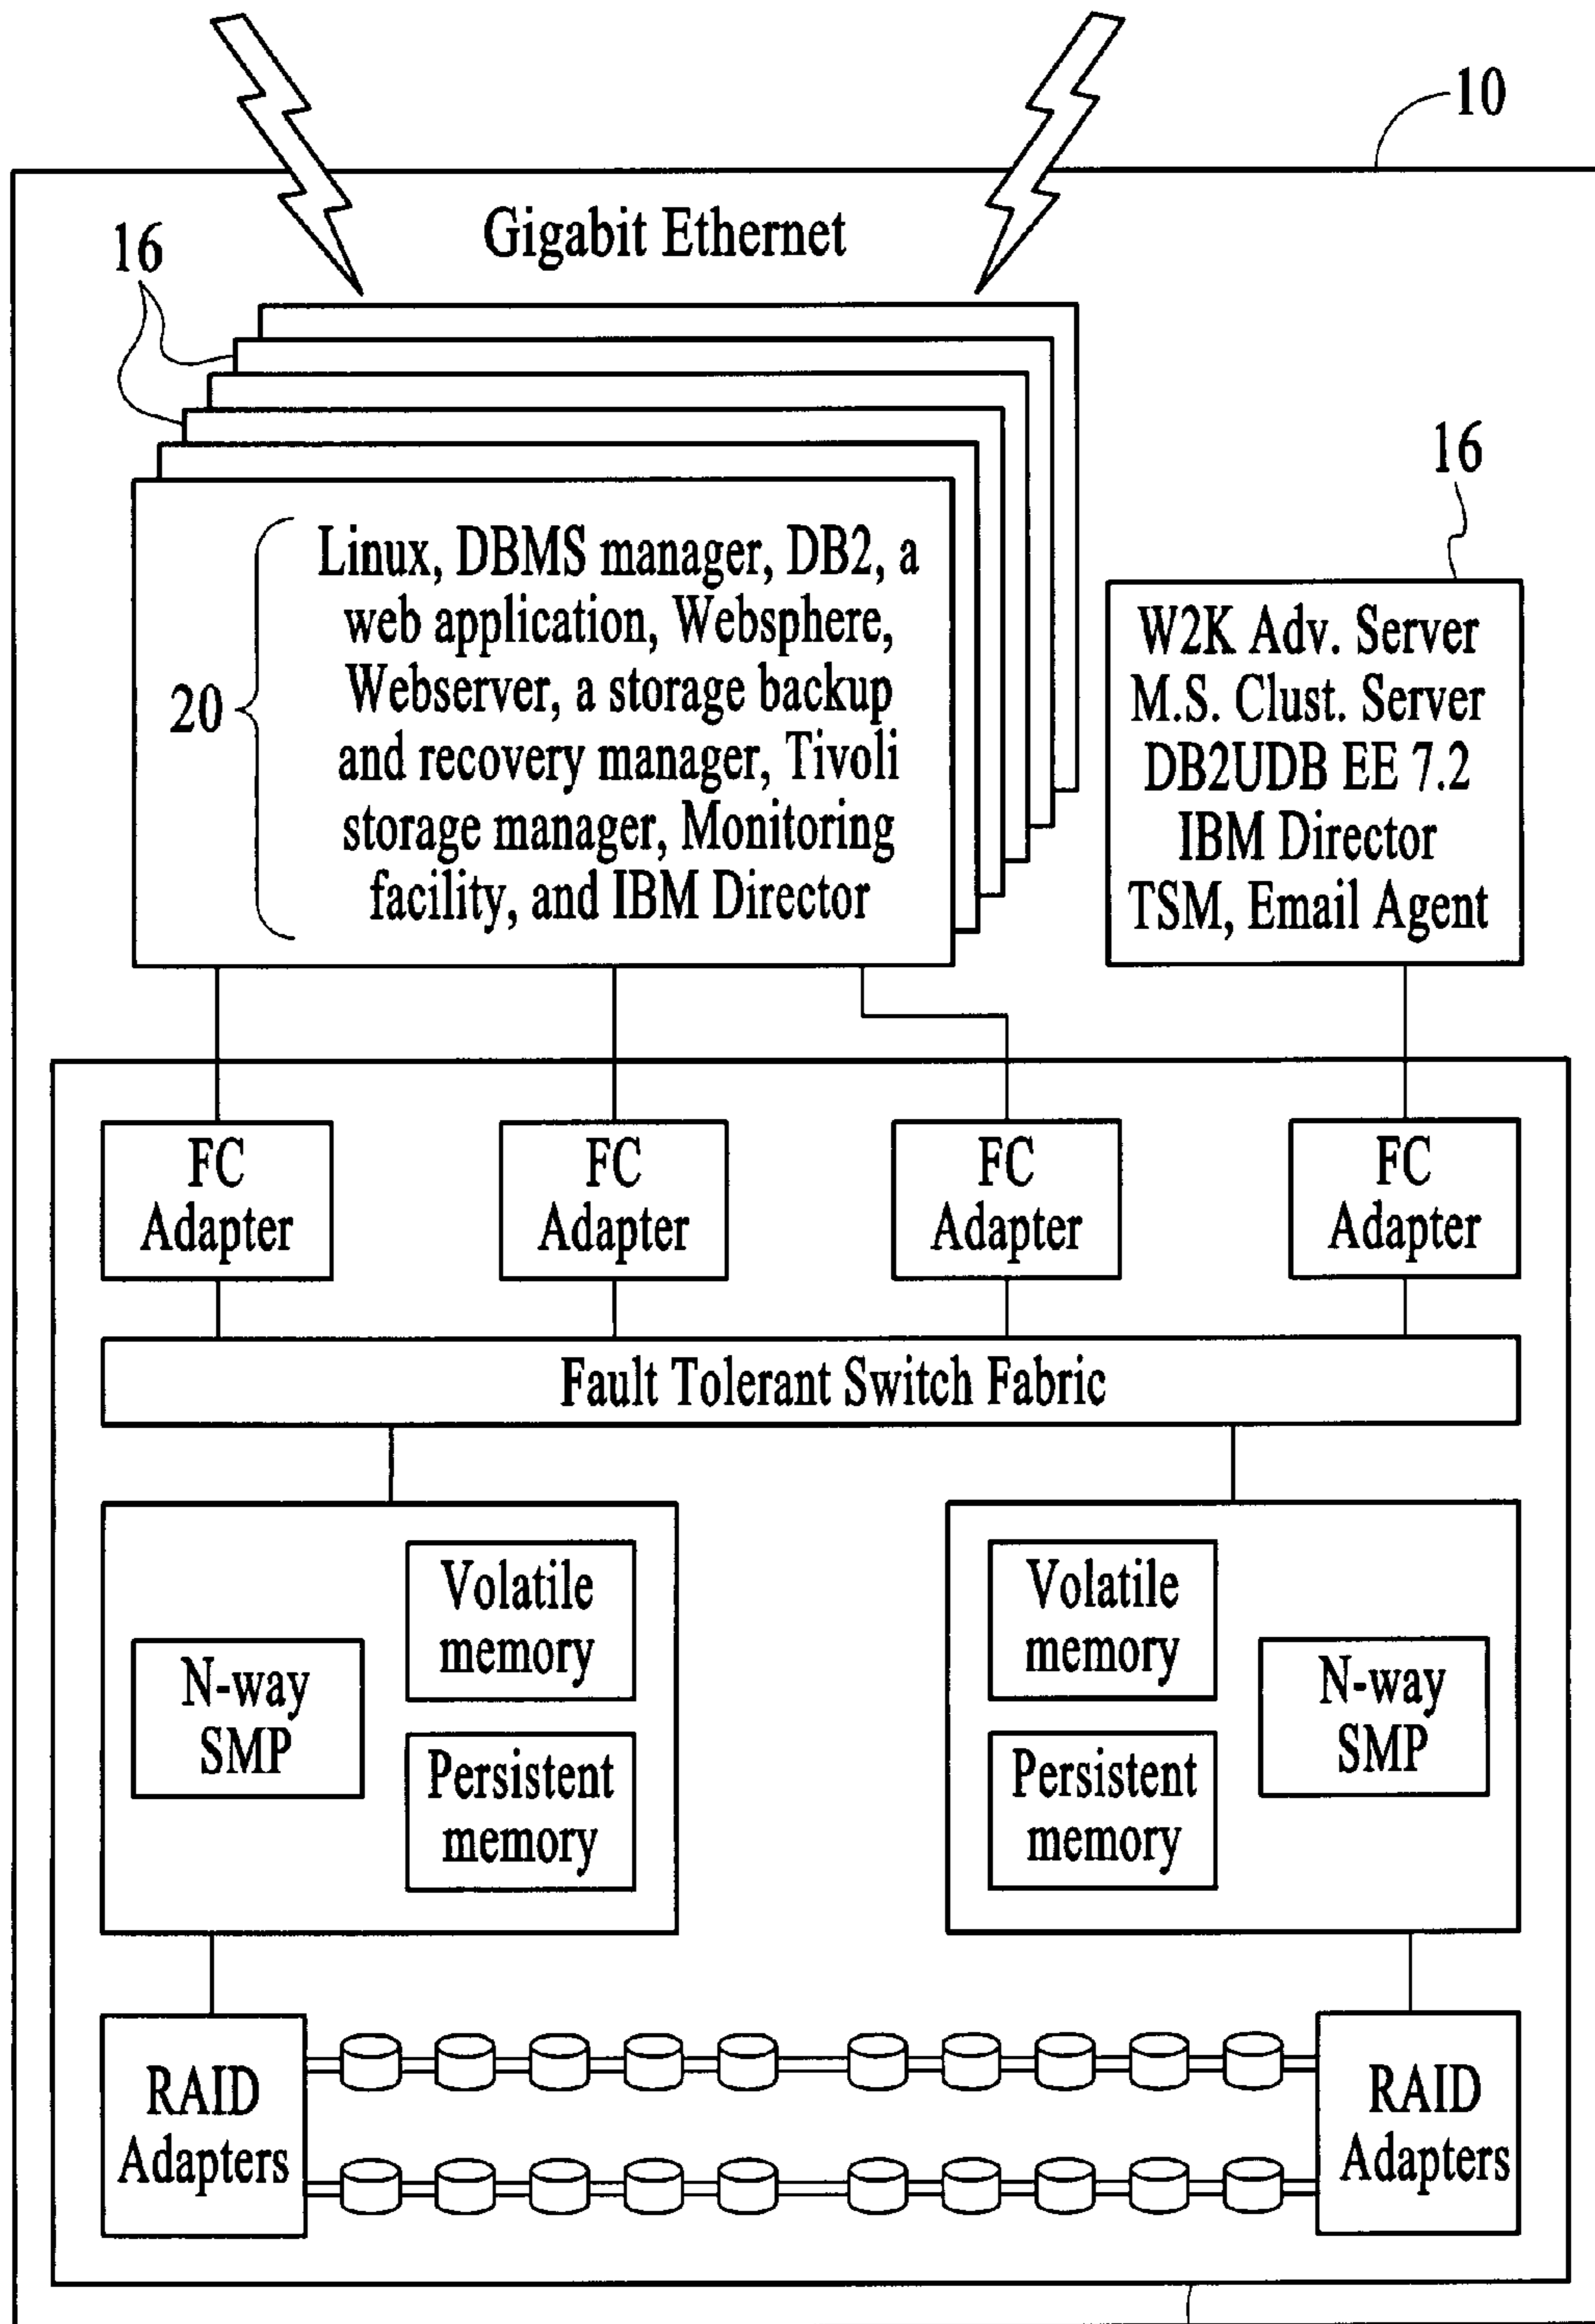 10
Gigabit Ethernet
16
16
20
Linux, DBMS manager, DB2, a
web application, Websphere,
Webserver, a storage backup
and recovery manager, Tivoli
storage manager, Monitoring
facility, and IBM Director
W2K Adv. Server
M.S. Clust. Server
DB2UDB EE 7.2
IBM Director
TSM, Email Agent
FC
Adapter
FC
Adapter
FC
Adapter
FC
Adapter
Fault Tolerant Switch Fabric
N-way
SMP
Volatile
memory
Persistent
memory
Volatile
memory
Persistent
memory
N-way
SMP
RAID
Adapters
RAID
Adapters